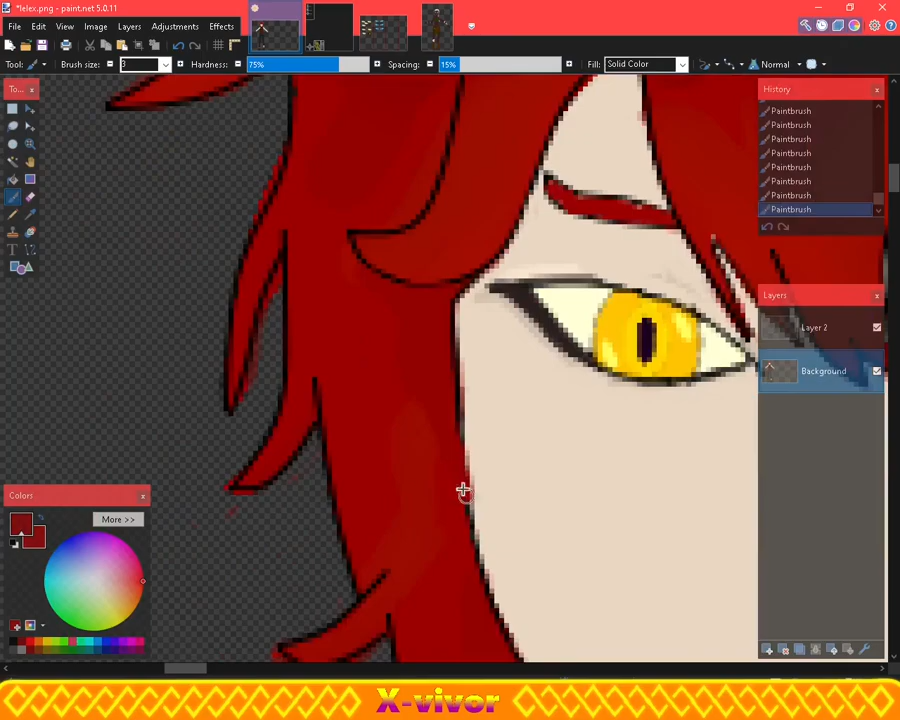 *lelex.png - paint.net 5.0.11
File Edit View Image Layers Adjustments Effects
Tool: Brush size: 3 Hardness: 75% Spacing: 15% Fill: Solid Color Normal
To...
History
Paintbrush
Paintbrush
Paintbrush
Paintbrush
Paintbrush
Paintbrush
Paintbrush
Paintbrush
Layers
Layer 2
Background
Colors
More >>
X-vivor